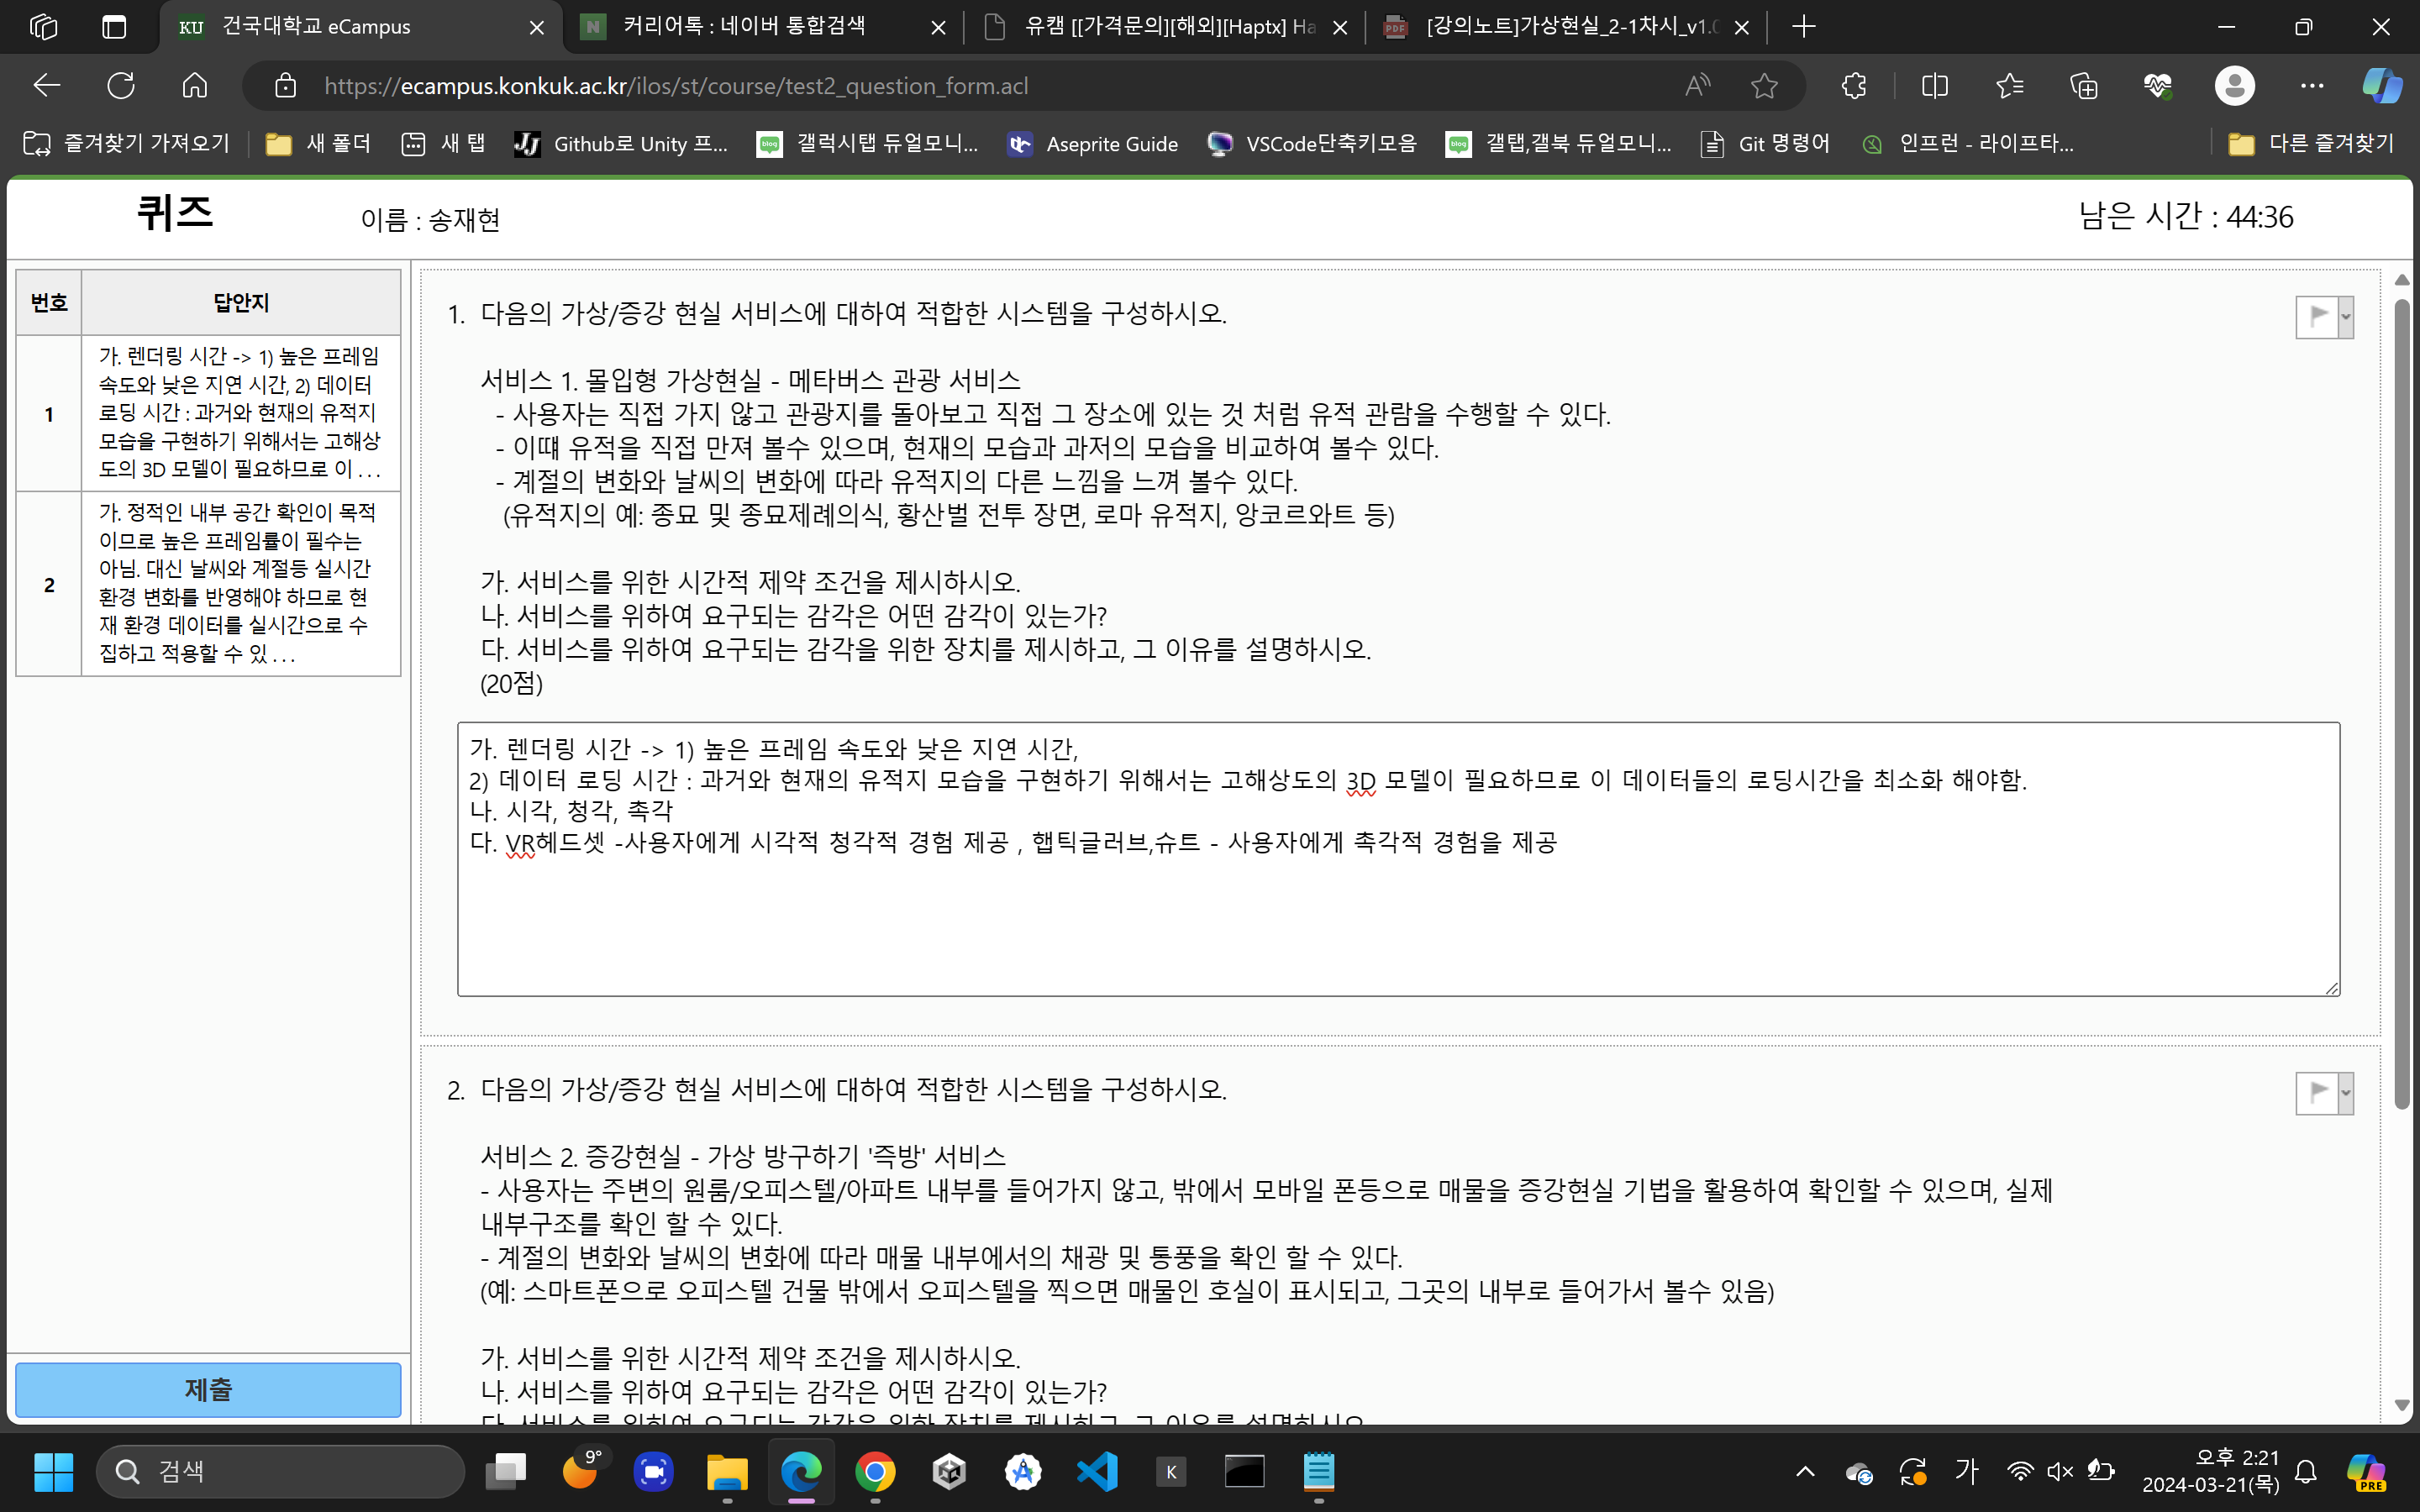 건국대학교 eCampus
커리어톡 : 네이버 통합검색
유캠 [[가격문의][해외][Haptx] Ha
[강의노트]가상현실_2-1차시_v1.0
https://ecampus.konkuk.ac.kr/ilos/st/course/test2_question_form.acl
즐겨찾기 가져오기
새 폴더
새 탭
Github로 Unity 프...
갤럭시탭 듀얼모니...
Aseprite Guide
VSCode단축키모음
갤탭,갤북 듀얼모니...
Git 명령어
인프런 - 라이프타...
다른 즐겨찾기
퀴즈
이름 : 송재현
남은 시간 : 44:36
번호 답안지
1
가. 렌더링 시간 -> 1) 높은 프레임
속도와 낮은 지연 시간, 2) 데이터
로딩 시간 : 과거와 현재의 유적지
모습을 구현하기 위해서는 고해상
도의 3D 모델이 필요하므로 이 . . .
2
가. 정적인 내부 공간 확인이 목적
이므로 높은 프레임률이 필수는
아님. 대신 날씨와 계절등 실시간
환경 변화를 반영해야 하므로 현
재 환경 데이터를 실시간으로 수
집하고 적용할 수 있 . . .
제출
1. 다음의 가상/증강 현실 서비스에 대하여 적합한 시스템을 구성하시오.
서비스 1. 몰입형 가상현실 - 메타버스 관광 서비스
- 사용자는 직접 가지 않고 관광지를 돌아보고 직접 그 장소에 있는 것 처럼 유적 관람을 수행할 수 있다.
- 이떄 유적을 직접 만져 볼수 있으며, 현재의 모습과 과저의 모습을 비교하여 볼수 있다.
- 계절의 변화와 날씨의 변화에 따라 유적지의 다른 느낌을 느껴 볼수 있다.
(유적지의 예: 종묘 및 종묘제례의식, 황산벌 전투 장면, 로마 유적지, 앙코르와트 등)
가. 서비스를 위한 시간적 제약 조건을 제시하시오.
나. 서비스를 위하여 요구되는 감각은 어떤 감각이 있는가?
다. 서비스를 위하여 요구되는 감각을 위한 장치를 제시하고, 그 이유를 설명하시오.
(20점)
가. 렌더링 시간 -> 1) 높은 프레임 속도와 낮은 지연 시간,
2) 데이터 로딩 시간 : 과거와 현재의 유적지 모습을 구현하기 위해서는 고해상도의 3D 모델이 필요하므로 이 데이터들의 로딩시간을 최소화 해야함.
나. 시각, 청각, 촉각
다. VR헤드셋 -사용자에게 시각적 청각적 경험 제공 , 햅틱글러브,슈트 - 사용자에게 촉각적 경험을 제공
2. 다음의 가상/증강 현실 서비스에 대하여 적합한 시스템을 구성하시오.
서비스 2. 증강현실 - 가상 방구하기 '즉방' 서비스
- 사용자는 주변의 원룸/오피스텔/아파트 내부를 들어가지 않고, 밖에서 모바일 폰등으로 매물을 증강현실 기법을 활용하여 확인할 수 있으며, 실제
내부구조를 확인 할 수 있다.
- 계절의 변화와 날씨의 변화에 따라 매물 내부에서의 채광 및 통풍을 확인 할 수 있다.
(예: 스마트폰으로 오피스텔 건물 밖에서 오피스텔을 찍으면 매물인 호실이 표시되고, 그곳의 내부로 들어가서 볼수 있음)
가. 서비스를 위한 시간적 제약 조건을 제시하시오.
나. 서비스를 위하여 요구되는 감각은 어떤 감각이 있는가?
다. 서비스를 위하여 요구되는 감각을 위한 장치를 제시하고, 그 이유를 설명하시오.
검색
9°
K
가
오후 2:21
2024-03-21(목)
PRE